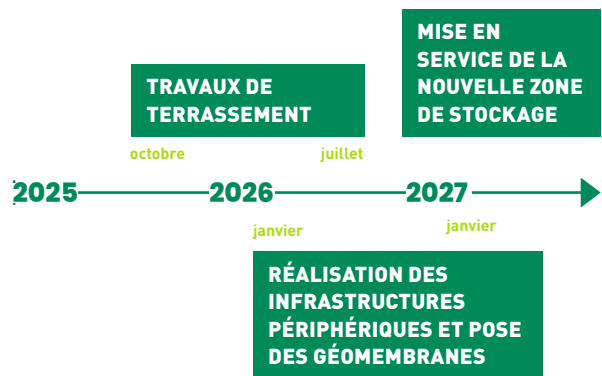 MISE EN
SERVICE DE LA
NOUVELLE ZONE
DE STOCKAGE
TRAVAUX DE
TERRASSEMENT
octobre juillet
2025 2026 2027
janvier janvier
RÉALISATION DES
INFRASTRUCTURES
PÉRIPHÉRIQUES ET POSE
DES GÉOMEMBRANES